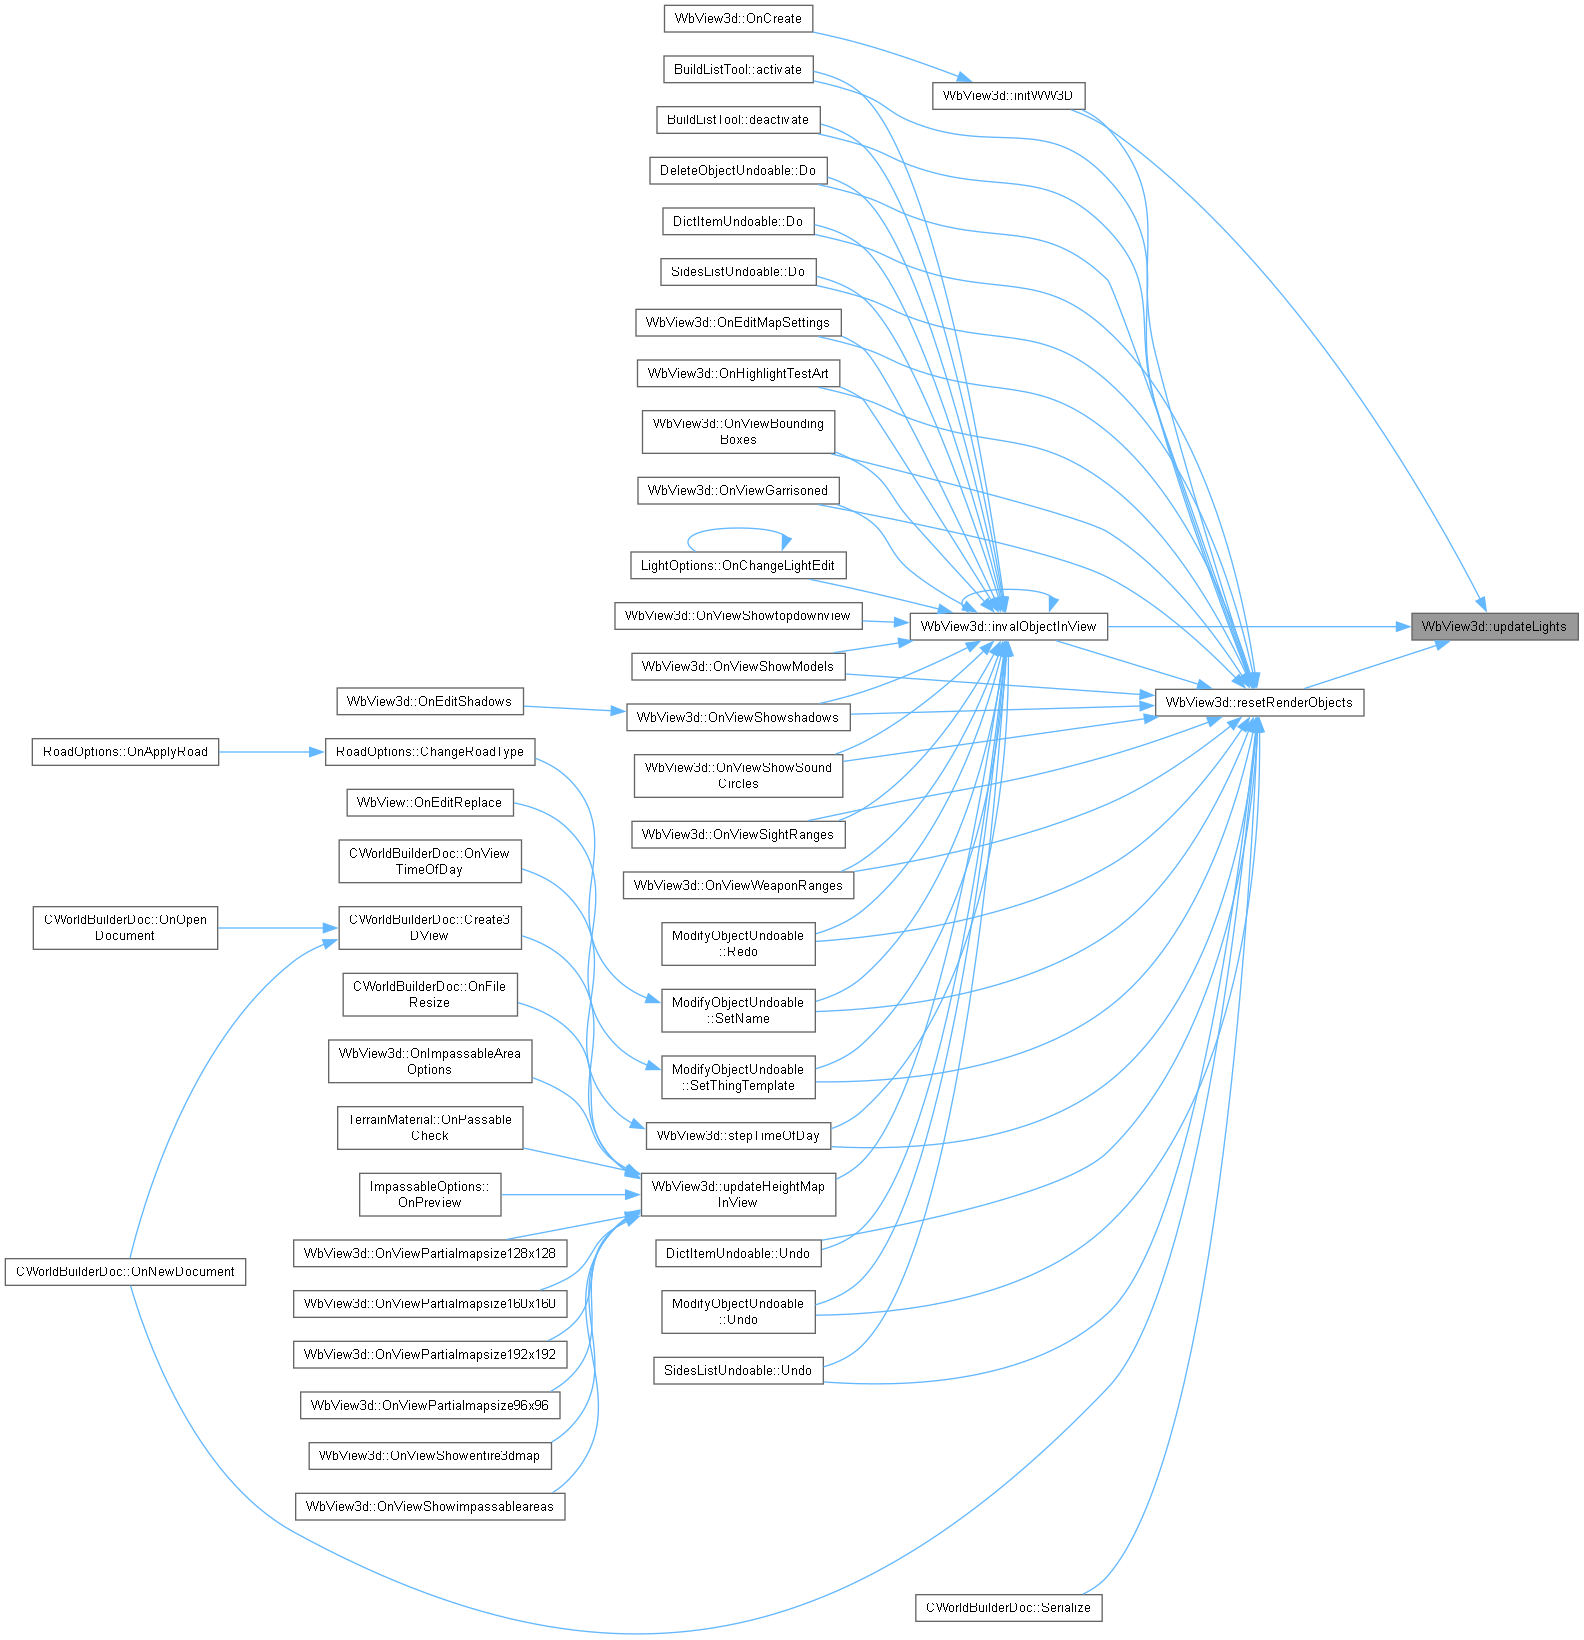 WbView3d::OnCreate
BuildListTool::activate
WbView3d::initWW3D
BuildListTool::deactivate
DeleteObjectUndoable::Do
DictItemUndoable::Do
SidesListUndoable::Do
WbView3d::OnEditMapSettings
WbView3d::OnHighlightTestArt
WbView3d::OnViewBounding
Boxes
WbView3d::OnViewGarrisoned
LightOptions::OnChangeLightEdit
WbView3d::OnViewShowtopdownview
WbView3d::invalObjectInView
WbView3d::updateLights
WbView3d::OnViewShowModels
WbView3d::OnEditShadows
WbView3d::OnViewShowshadows
WbView3d::resetRenderObjects
RoadOptions::OnApplyRoad
RoadOptions::ChangeRoadType
WbView3d::OnViewShowSound
Circles
WbView::OnEditReplace
WbView3d::OnViewSightRanges
CWorldBuilderDoc::OnView
TimeOfDay
WbView3d::OnViewWeaponRanges
CWorldBuilderDoc::OnOpen
Document
CWorldBuilderDoc::Create3
DView
ModifyObjectUndoable
::Redo
CWorldBuilderDoc::OnFile
Resize
ModifyObjectUndoable
::SetName
WbView3d::OnImpassableArea
Options
ModifyObjectUndoable
::SetThingTemplate
TerrainMaterial::OnPassable
Check
WbView3d::stepTimeOfDay
ImpassableOptions::
OnPreview
WbView3d::updateHeightMap
InView
WbView3d::OnViewPartialmapsize128x128
DictItemUndoable::Undo
CWorldBuilderDoc::OnNewDocument
WbView3d::OnViewPartialmapsize160x160
ModifyObjectUndoable
::Undo
WbView3d::OnViewPartialmapsize192x192
SidesListUndoable::Undo
WbView3d::OnViewPartialmapsize96x96
WbView3d::OnViewShowentire3dmap
WbView3d::OnViewShowimpassableareas
CWorldBuilderDoc::Serialize